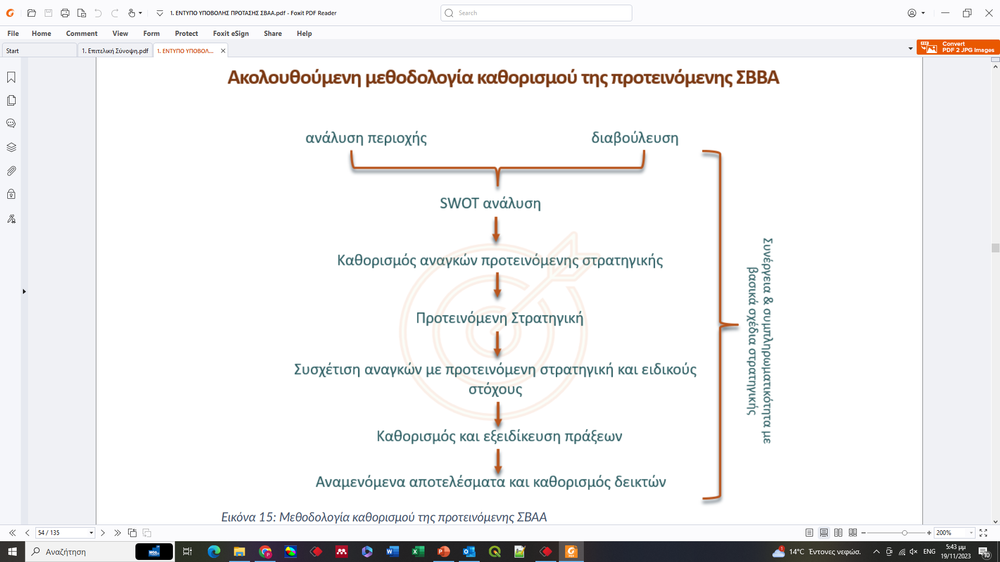 1. ΕΝΤΥΠΟ ΥΠΟΒΟΛΗΣ ΠΡΟΤΑΣΗΣ ΣΒΑΑ.pdf - Foxit PDF Reader
Search
File Home Comment View Form Protect Foxit eSign Share Help
Start
1. Επιτελική Σύνοψη.pdf
1. ΕΝΤΥΠΟ ΥΠΟΒΟΛ...
Convert
PDF 2 JPG Images
Ακολουθούμενη μεθοδολογία καθορισμού της προτεινόμενης ΣΒΒΑ
ανάλυση περιοχής
διαβούλευση
SWOT ανάλυση
Καθορισμός αναγκών προτεινόμενης στρατηγικής
Προτεινόμενη Στρατηγική
Συσχέτιση αναγκών με προτεινόμενη στρατηγική και ειδικούς
στόχους
Καθορισμός και εξειδίκευση πράξεων
Αναμενόμενα αποτελέσματα και καθορισμός δεικτών
Συνέργεια & συμπληρωματικότητα με
βασικά σχέδια στρατηγικής
Εικόνα 15: Μεθοδολογία καθορισμού της προτεινόμενης ΣΒΑΑ
54 / 135
200%
Αναζήτηση
14°C Έντονες νεφώσ.
ENG
5:43 μμ
19/11/2023
10